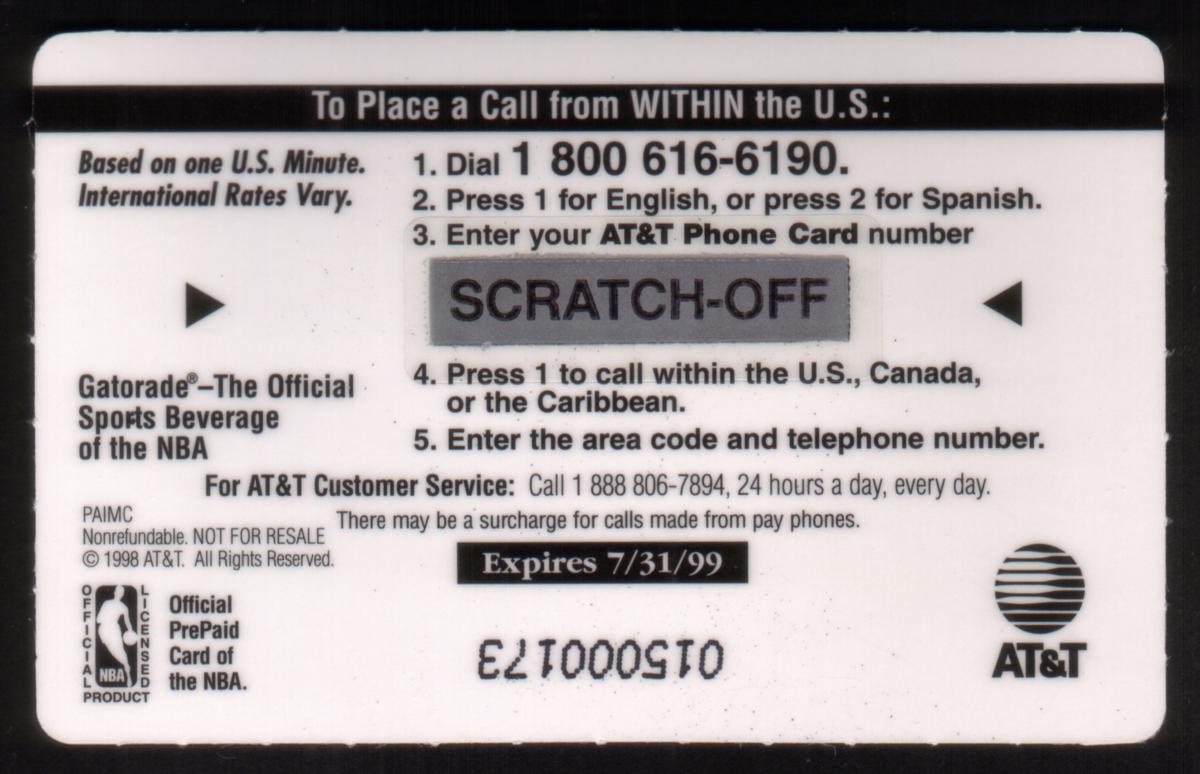 To Place a Call from WITHIN the U.S.:
Based on one U.S. Minute.
International Rates Vary.
1. Dial 1 800 616-6190.
2. Press 1 for English, or press 2 for Spanish.
3. Enter your AT&T Phone Card number
SCRATCH-OFF
4. Press 1 to call within the U.S., Canada,
or the Caribbean.
5. Enter the area code and telephone number.
Gatorade®–The Official
Sports Beverage
of the NBA
For AT&T Customer Service: Call 1 888 806-7894, 24 hours a day, every day.
There may be a surcharge for calls made from pay phones.
PAIMC
Nonrefundable. NOT FOR RESALE
© 1998 AT&T. All Rights Reserved.
Expires 7/31/99
OFFICIAL
LICENSED
NBA
PRODUCT
Official
PrePaid
Card of
the NBA.
015000173
AT&T